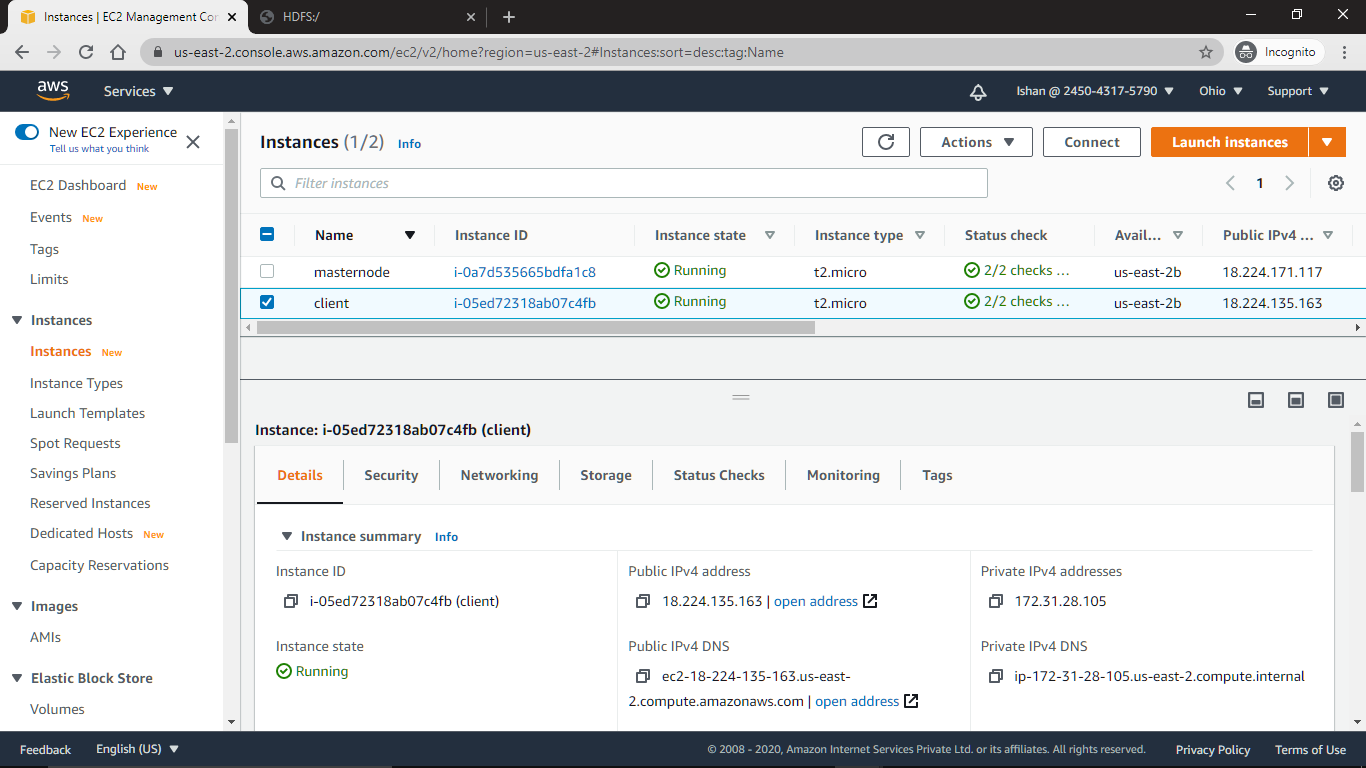 Instances | EC2 Management Con
HDFS:/
us-east-2.console.aws.amazon.com/ec2/v2/home?region=us-east-2#Instances:sort=desc:tag:Name
Incognito
aws
Services
Ishan @ 2450-4317-5790
Ohio
Support
New EC2 Experience
Tell us what you think
EC2 Dashboard New
Events New
Tags
Limits
Instances
Instances New
Instance Types
Launch Templates
Spot Requests
Savings Plans
Reserved Instances
Dedicated Hosts New
Capacity Reservations
Images
AMIs
Elastic Block Store
Volumes
Instances (1/2) Info
Actions
Connect
Launch instances
Filter instances
1
Name Instance ID Instance state Instance type Status check Avail... Public IPv4 ...
masternode i-0a7d535665bdfa1c8 Running t2.micro 2/2 checks ... us-east-2b 18.224.171.117
client i-05ed72318ab07c4fb Running t2.micro 2/2 checks ... us-east-2b 18.224.135.163
Instance: i-05ed72318ab07c4fb (client)
Details Security Networking Storage Status Checks Monitoring Tags
Instance summary Info
Instance ID
i-05ed72318ab07c4fb (client)
Public IPv4 address
18.224.135.163 | open address
Private IPv4 addresses
172.31.28.105
Instance state
Running
Public IPv4 DNS
ec2-18-224-135-163.us-east-
2.compute.amazonaws.com | open address
Private IPv4 DNS
ip-172-31-28-105.us-east-2.compute.internal
Feedback
English (US)
© 2008 - 2020, Amazon Internet Services Private Ltd. or its affiliates. All rights reserved.
Privacy Policy
Terms of Use